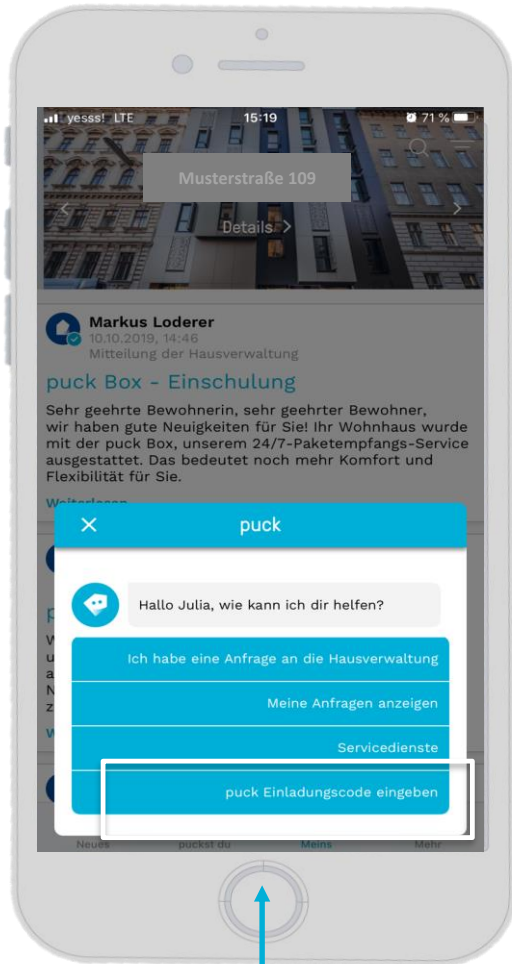 yesss! LTE 15:19 71 %
Musterstraße 109
Details >
Markus Loderer
10.10.2019, 14:46
Mitteilung der Hausverwaltung
puck Box - Einschulung
Sehr geehrte Bewohnerin, sehr geehrter Bewohner,
wir haben gute Neuigkeiten für Sie! Ihr Wohnhaus wurde
mit der puck Box, unserem 24/7-Paketempfangs-Service
ausgestattet. Das bedeutet noch mehr Komfort und
Flexibilität für Sie.
Weiterlesen
puck
Hallo Julia, wie kann ich dir helfen?
Ich habe eine Anfrage an die Hausverwaltung
Meine Anfragen anzeigen
Servicedienste
puck Einladungscode eingeben
Neues puckst du Meins Mehr